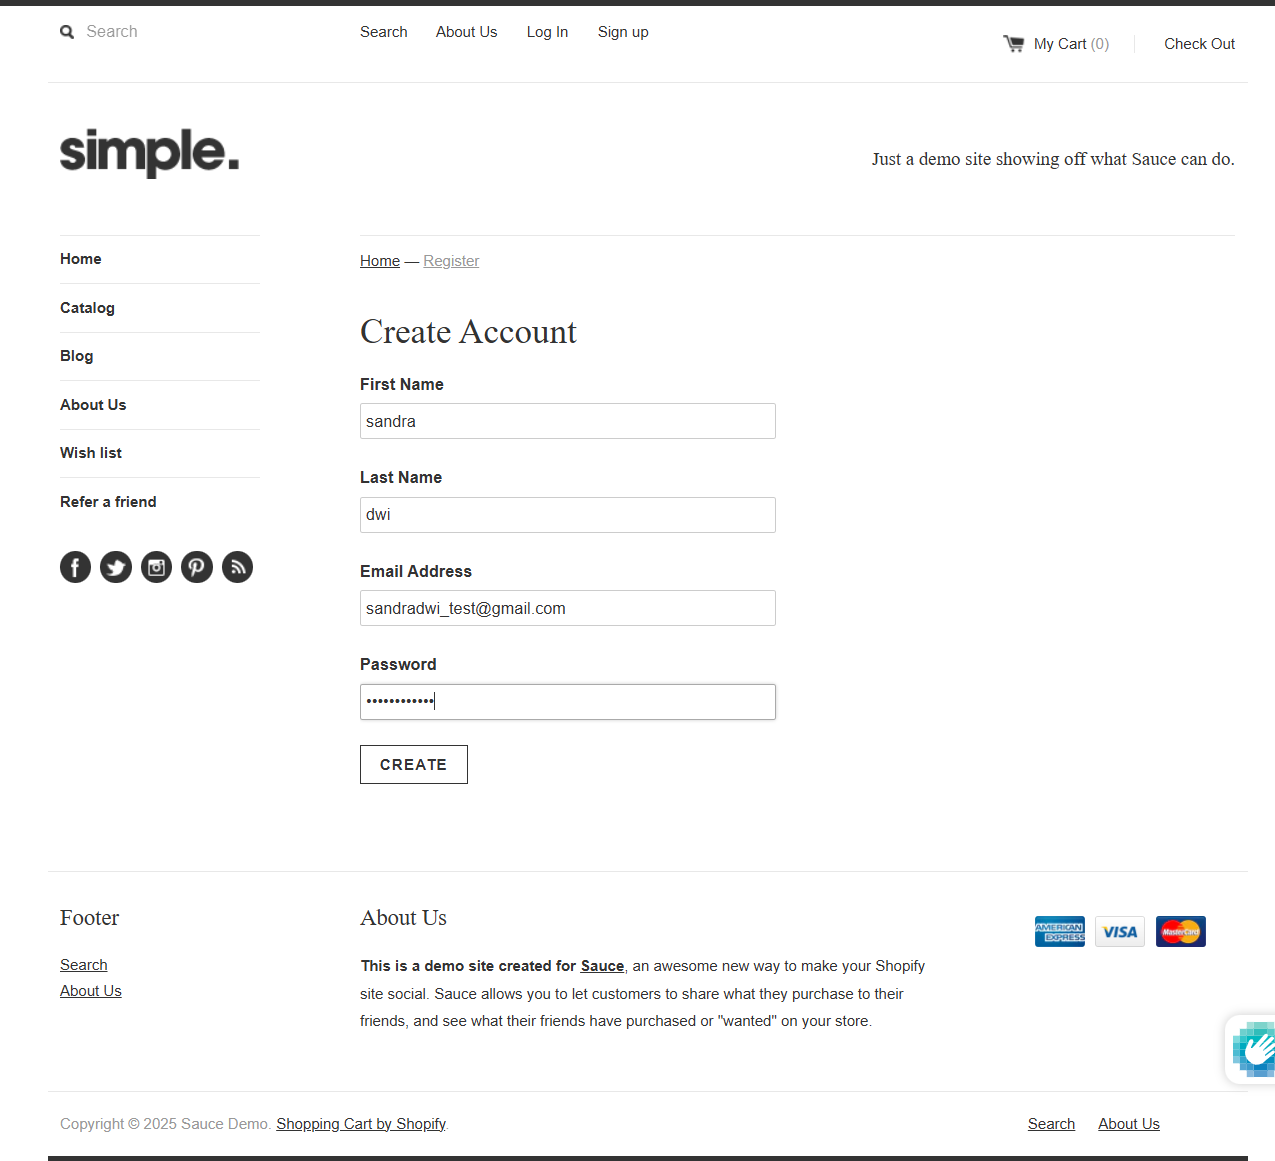 Search
Search About Us Log In Sign up
My Cart (0) Check Out
simple.
Just a demo site showing off what Sauce can do.
Home
Catalog
Blog
About Us
Wish list
Refer a friend
Home — Register
Create Account
First Name
sandra
Last Name
dwi
Email Address
sandradwi_test@gmail.com
Password
••••••••••••
CREATE
Footer
Search
About Us
About Us
This is a demo site created for Sauce, an awesome new way to make your Shopify
site social. Sauce allows you to let customers to share what they purchase to their
friends, and see what their friends have purchased or "wanted" on your store.
AMERICAN EXPRESS
VISA
MasterCard
Copyright © 2025 Sauce Demo. Shopping Cart by Shopify.
Search About Us